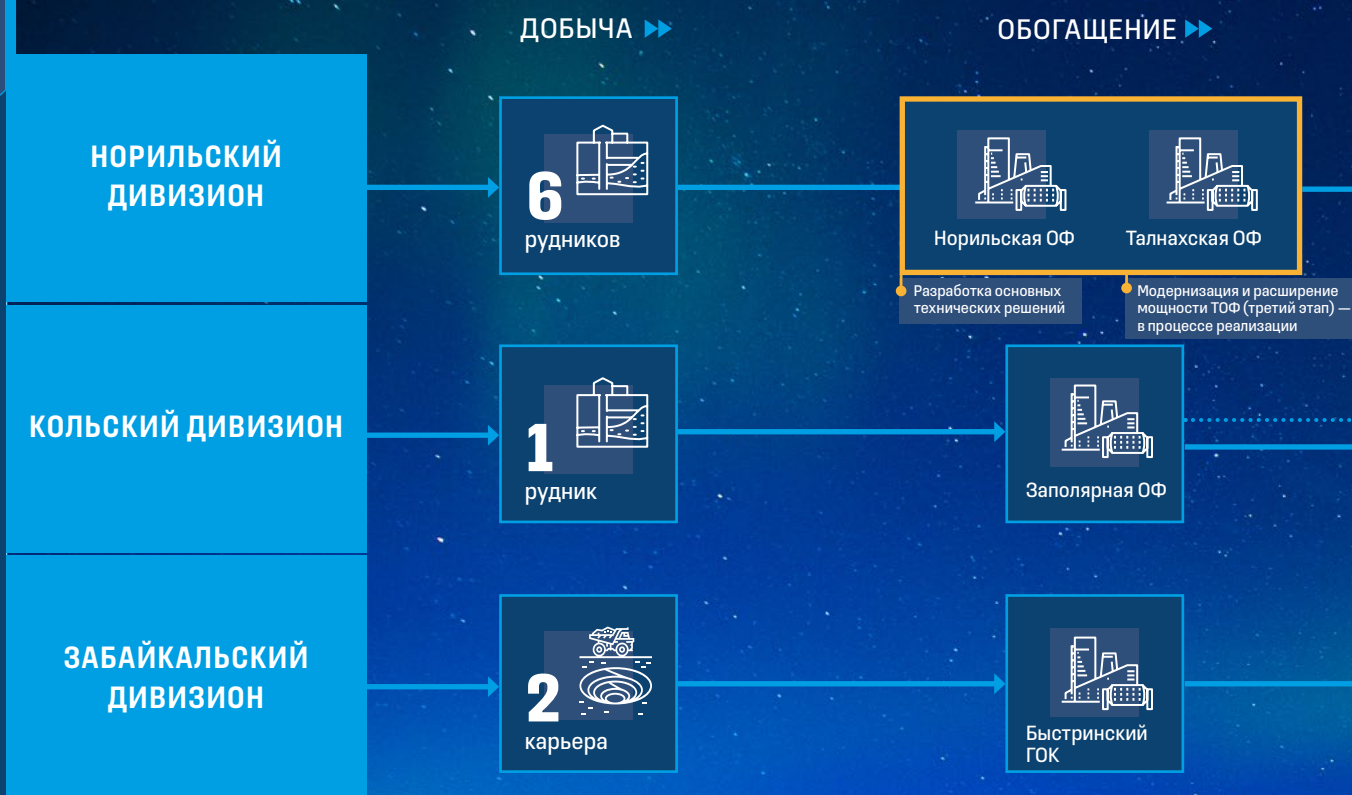 ДОБЫЧА
ОБОГАЩЕНИЕ
НОРИЛЬСКИЙ
ДИВИЗИОН
6
рудников
Норильская ОФ
Талнахская ОФ
Разработка основных
технических решений
Модернизация и расширение
мощности ТОФ (третий этап) —
в процессе реализации
КОЛЬСКИЙ ДИВИЗИОН
1
рудник
Заполярная ОФ
ЗАБАЙКАЛЬСКИЙ
ДИВИЗИОН
2
карьера
Быстринский
ГОК